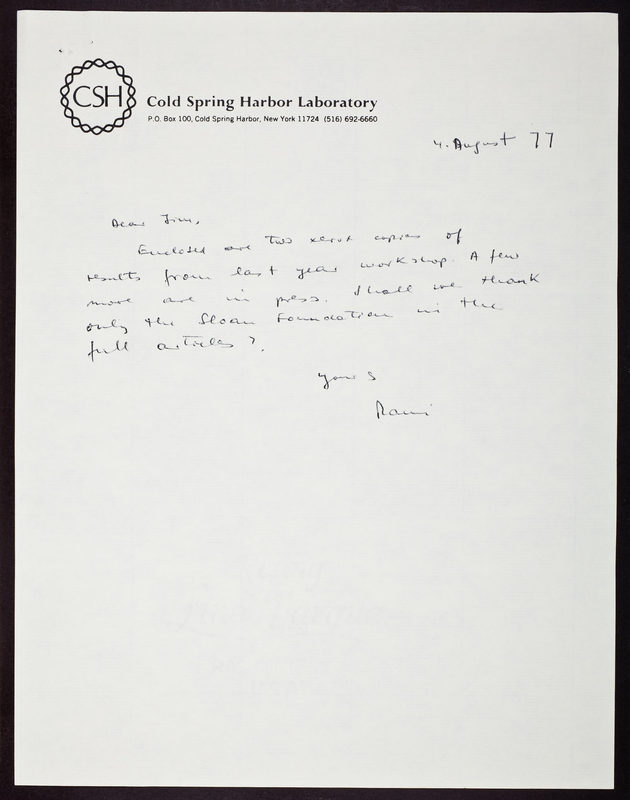 CSH
Cold Spring Harbor Laboratory
P.O. Box 100, Cold Spring Harbor, New York 11724 (516) 692-6660
4. August 77
Dear Jim,
Enclosed are two xerox copies of
results from last year workshop. A few
more are in press. Shall we thank
only the Sloan Foundation in the
full articles?
Yours